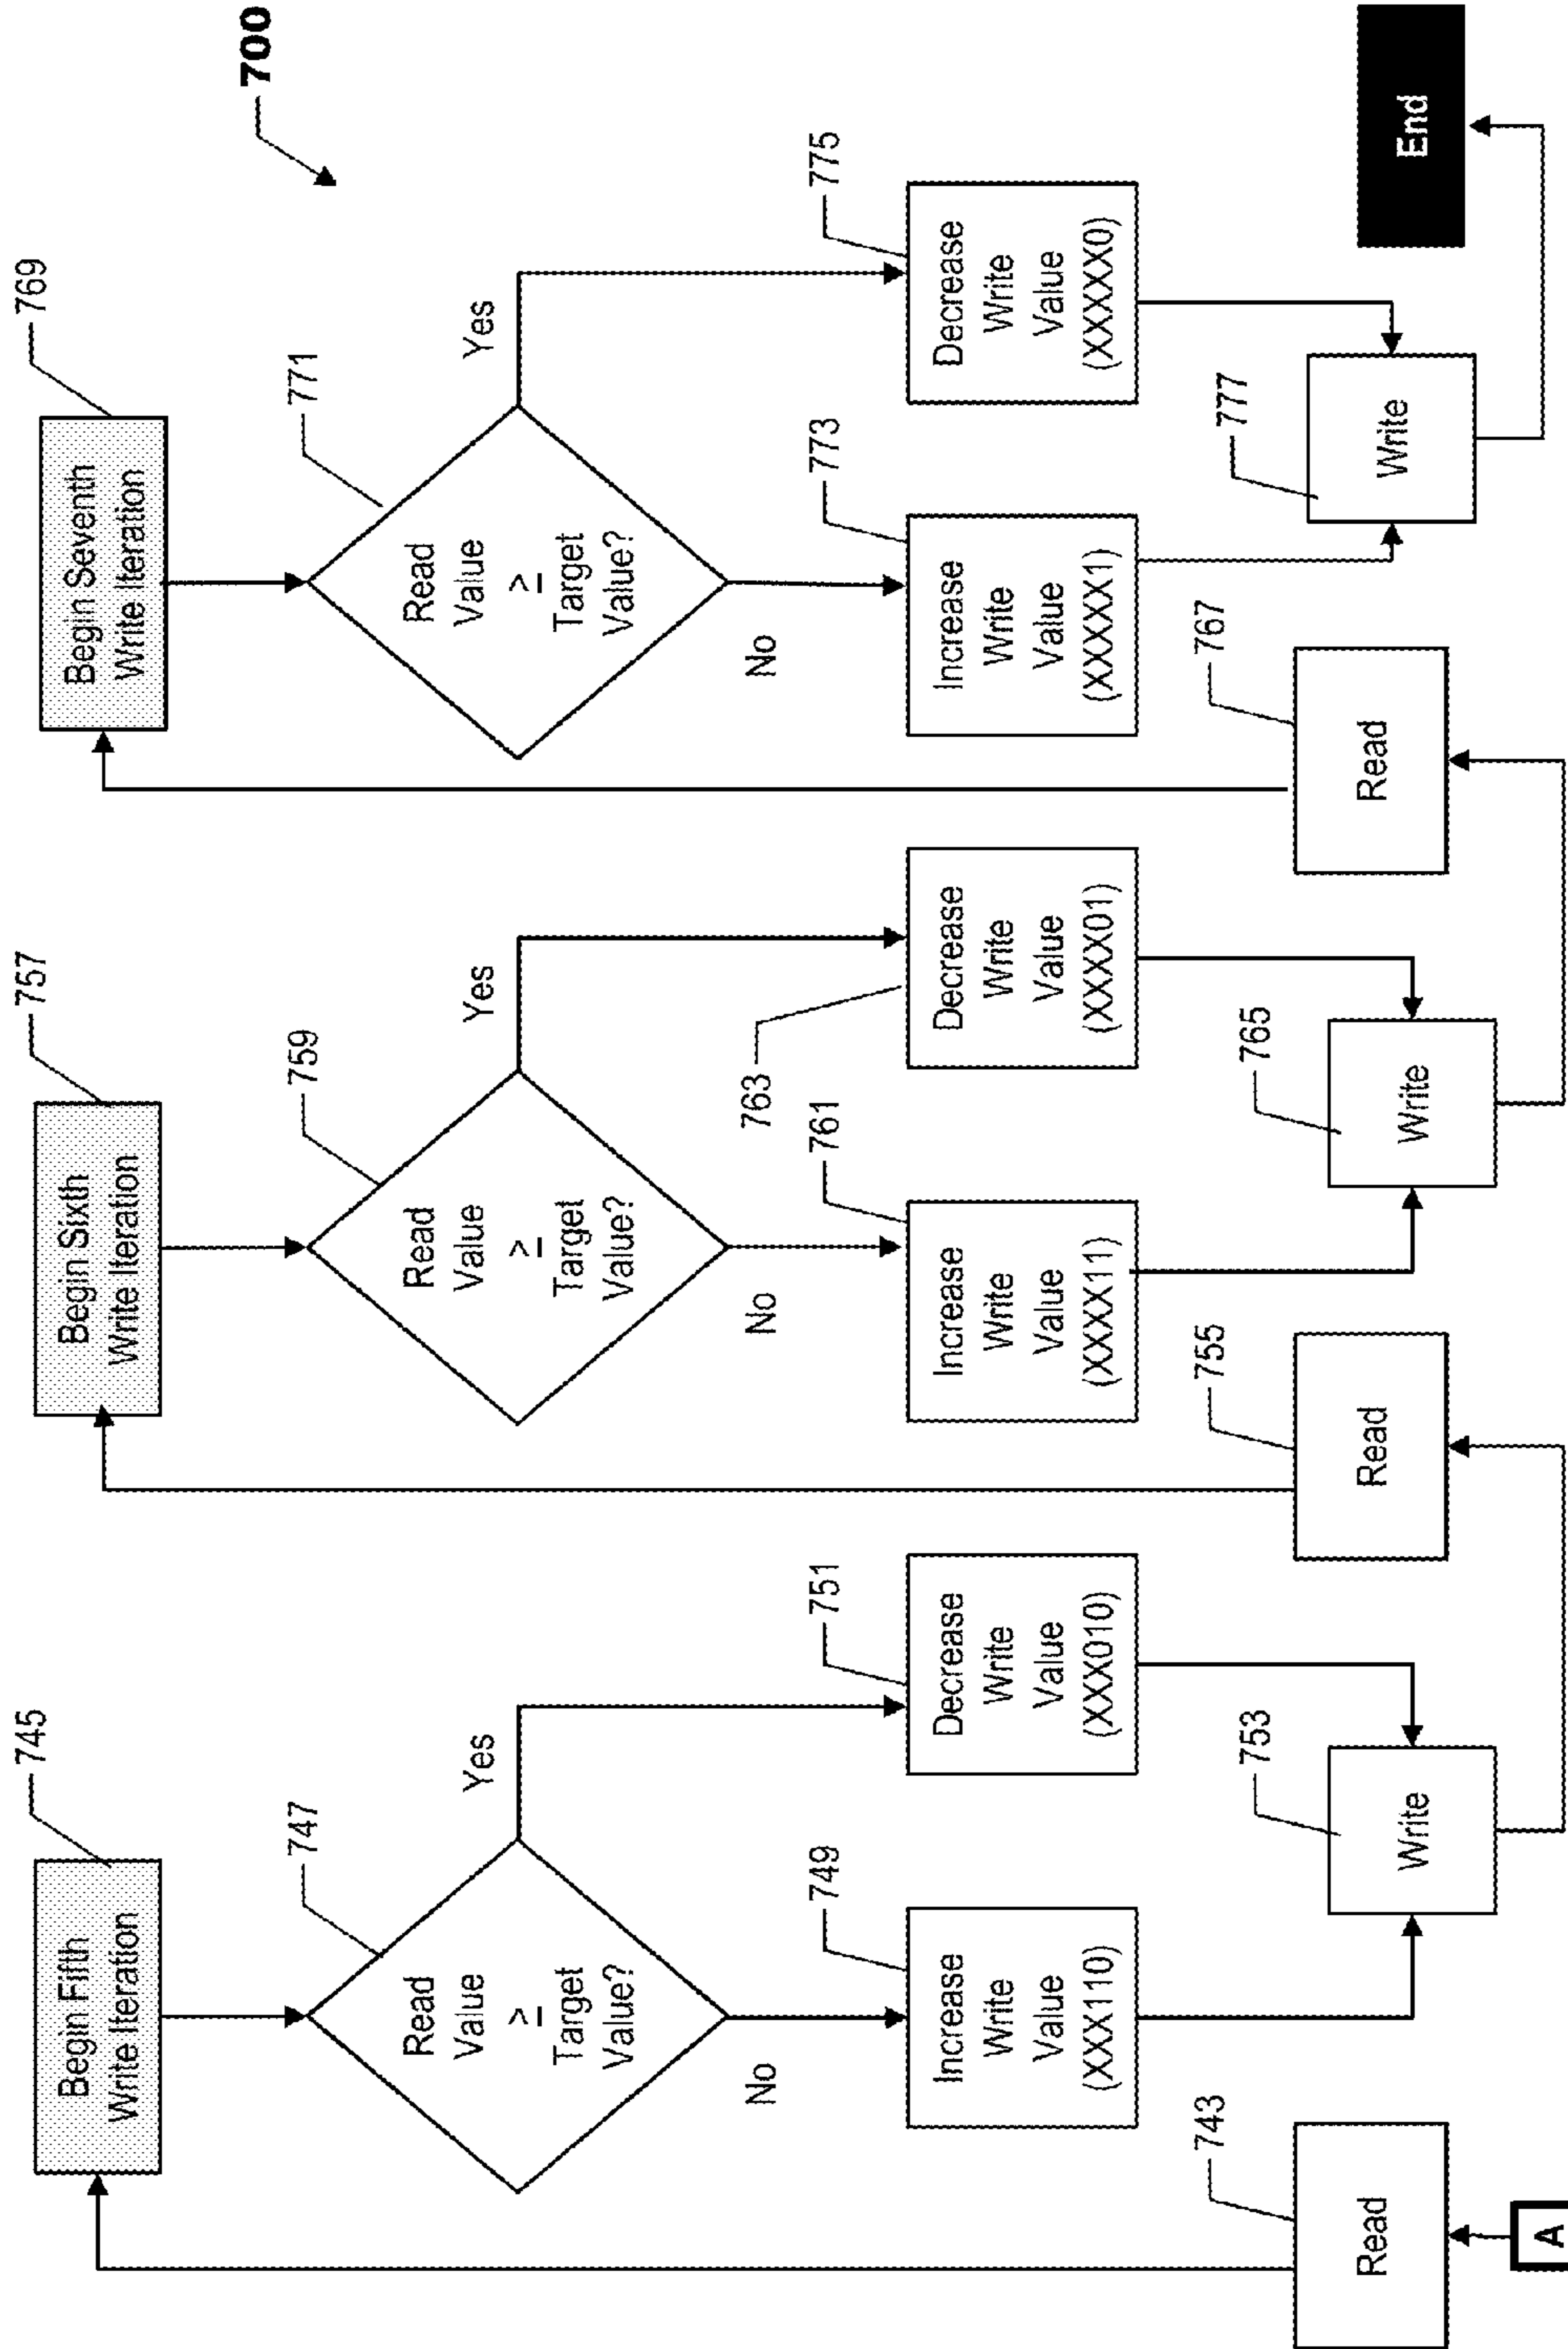 700
745
Begin Fifth
Write Iteration
747
Read
Value
≥
Target
Value?
Yes
No
749
Increase
Write
Value
(XXX110)
751
Decrease
Write
Value
(XXX010)
753
Write
743
Read
A
757
Begin Sixth
Write Iteration
759
Read
Value
≥
Target
Value?
Yes
No
761
Increase
Write
Value
(XXXX11)
763
Decrease
Write
Value
(XXXX01)
765
Write
755
Read
769
Begin Seventh
Write Iteration
771
Read
Value
≥
Target
Value?
Yes
No
773
Increase
Write
Value
(XXXXX1)
775
Decrease
Write
Value
(XXXXX0)
777
Write
767
Read
End